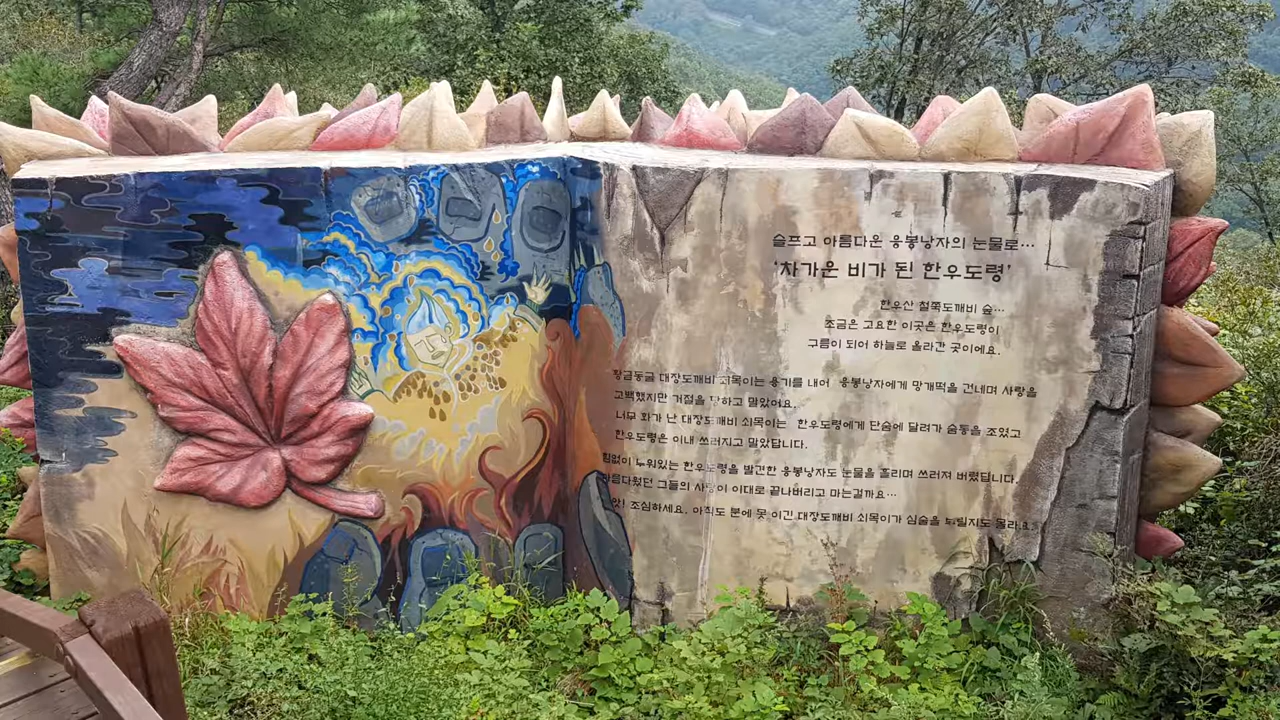 슬프고 아름다운 응봉낭자의 눈물로…
'차가운 비가 된 한우도령'
한우산 철쭉도깨비 숲…
조금은 고요한 이곳은 한우도령이
구름이 되어 하늘로 올라간 곳이에요.
황금동굴 대장도깨비 쇠목이는 용기를 내어 응봉낭자에게 망개떡을 건네며 사랑을
고백했지만 거절을 당하고 말았어요.
너무 화가 난 대장도깨비 쇠목이는 한우도령에게 단숨에 달려가 숨통을 조였고
한우도령은 이내 쓰러지고 말았답니다.
힘없이 누워있는 한우도령을 발견한 응봉낭자도 눈물을 흘리며 쓰러져 버렸답니다.
아름다웠던 그들의 사랑이 이대로 끝나버리고 마는걸까요…
앗! 조심하세요. 아직도 분에 못 이긴 대장도깨비 쇠목이가 심술을 부릴지도 몰라요.